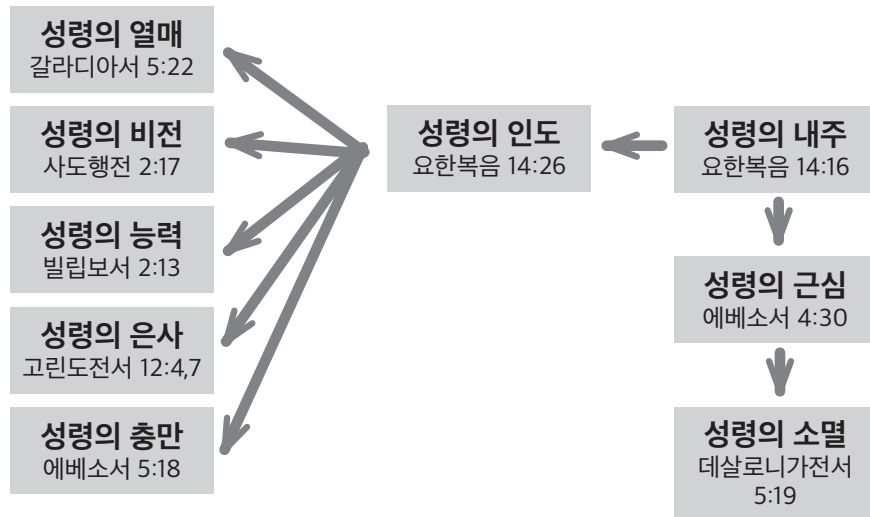 성령의 열매
갈라디아서 5:22
성령의 비전
사도행전 2:17
성령의 능력
빌립보서 2:13
성령의 은사
고린도전서 12:4,7
성령의 충만
에베소서 5:18
성령의 인도
요한복음 14:26
성령의 내주
요한복음 14:16
성령의 근심
에베소서 4:30
성령의 소멸
데살로니가전서
5:19